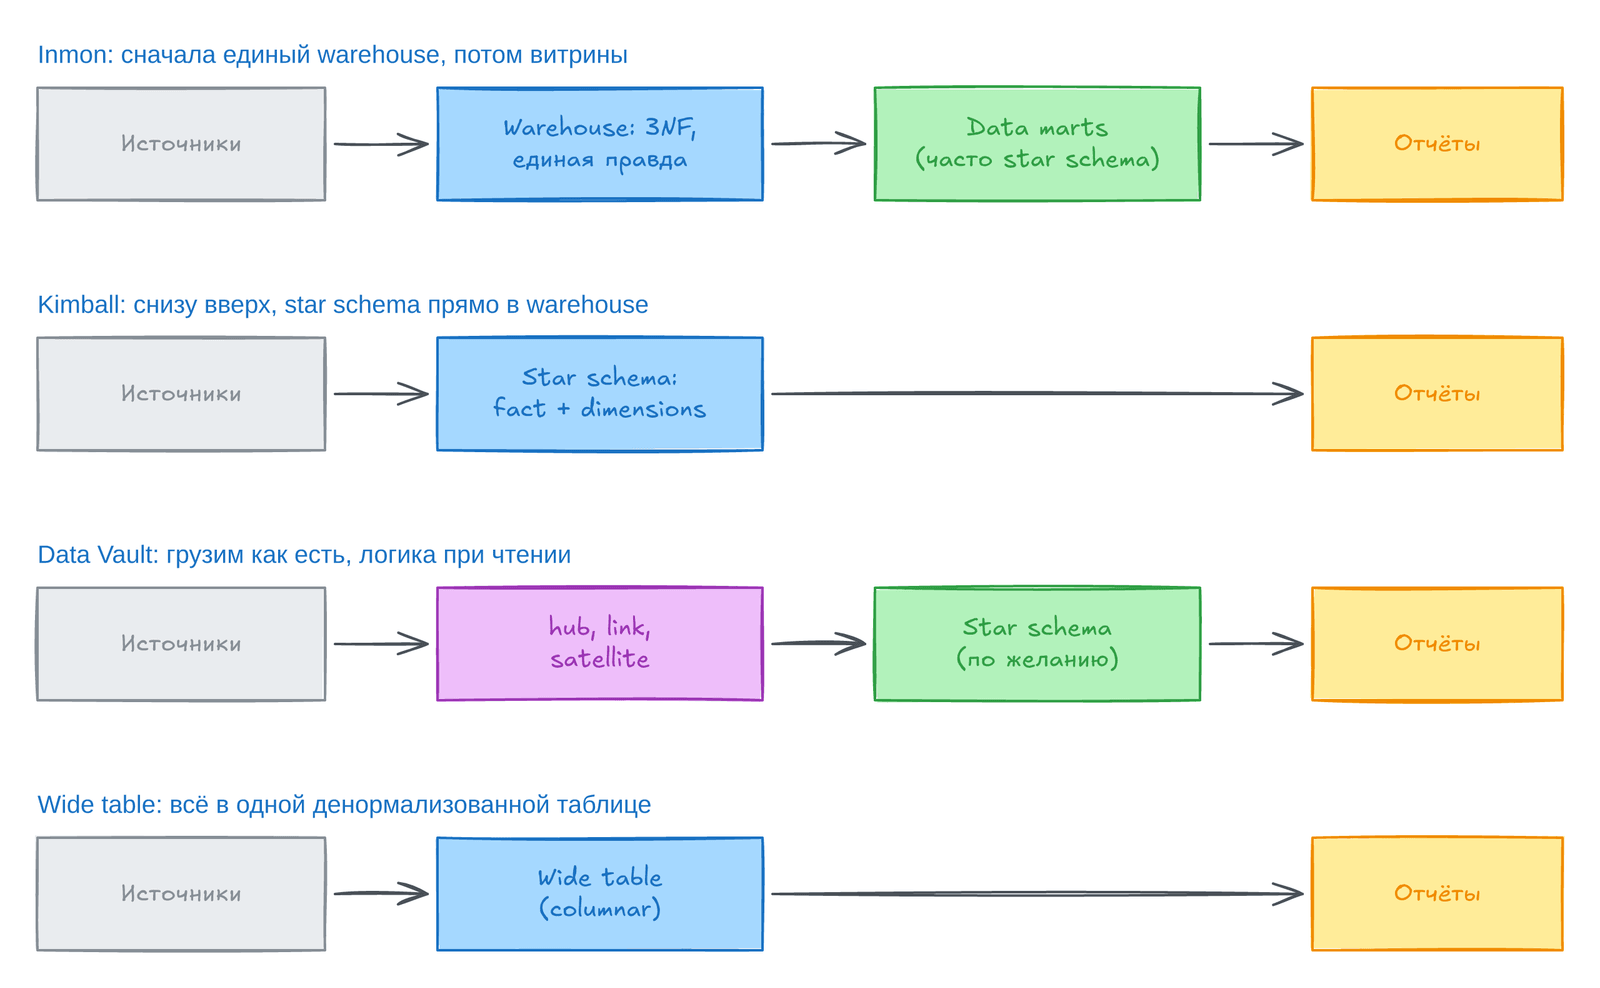 Inmon: сначала единый warehouse, потом витрины
Источники
Warehouse: 3NF,
единая правда
Data marts
(часто star schema)
Отчёты
Kimball: снизу вверх, star schema прямо в warehouse
Источники
Star schema:
fact + dimensions
Отчёты
Data Vault: грузим как есть, логика при чтении
Источники
hub, link,
satellite
Star schema
(по желанию)
Отчёты
Wide table: всё в одной денормализованной таблице
Источники
Wide table
(columnar)
Отчёты